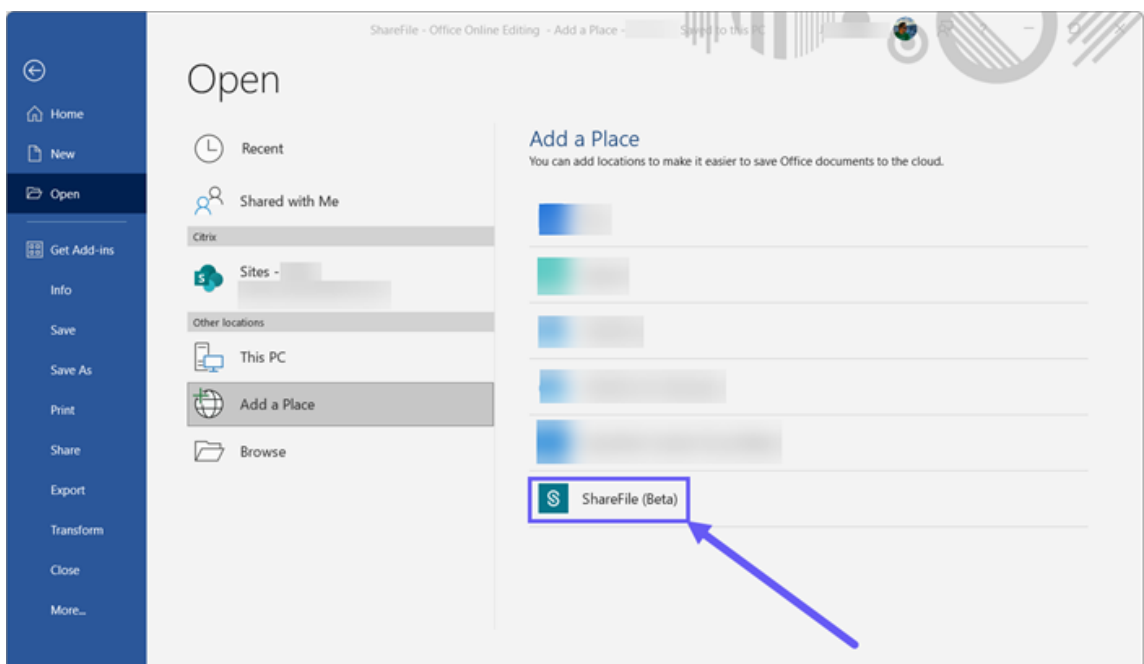 ShareFile - Office Online Editing - Add a Place - Saved to this PC
Open
Home
New
Open
Get Add-ins
Info
Save
Save As
Print
Share
Export
Transform
Close
More...
Recent
Shared with Me
Citrix
Sites -
Other locations
This PC
Add a Place
Browse
Add a Place
You can add locations to make it easier to save Office documents to the cloud.
ShareFile (Beta)